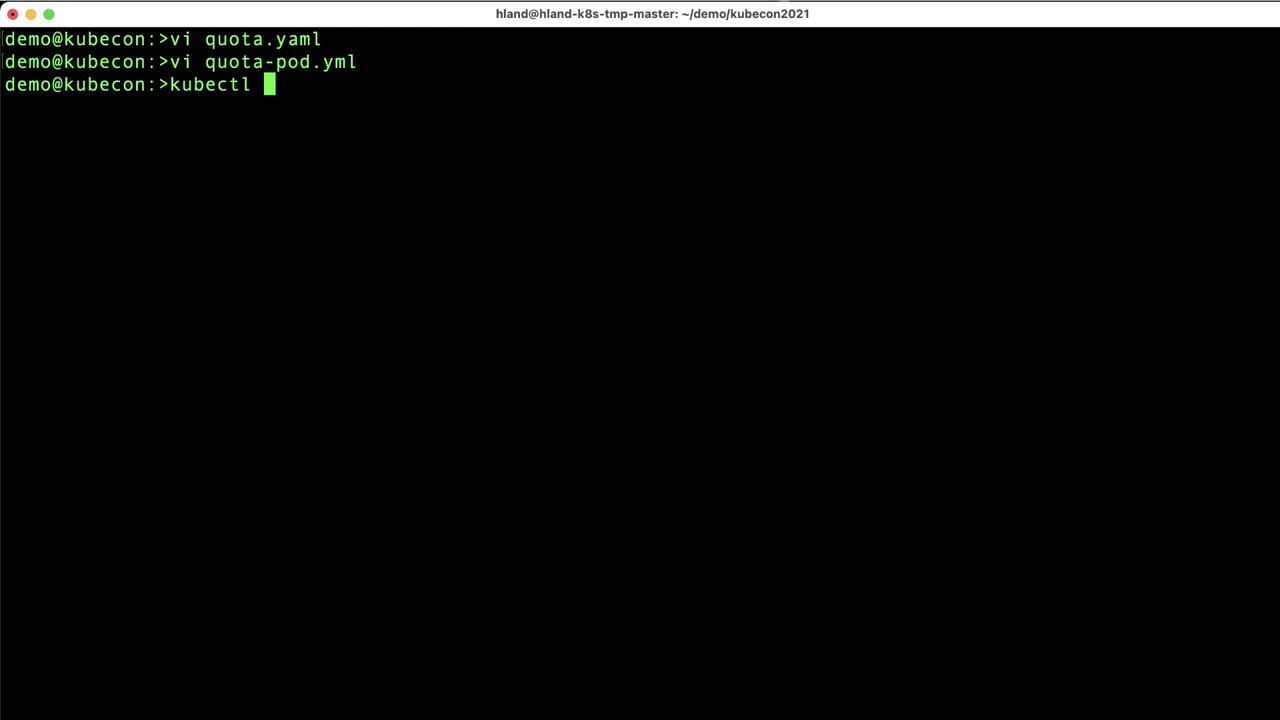 hland@hland-k8s-tmp-master: ~/demo/kubecon2021
demo@kubecon:>vi quota.yaml
demo@kubecon:>vi quota-pod.yml
demo@kubecon:>kubectl